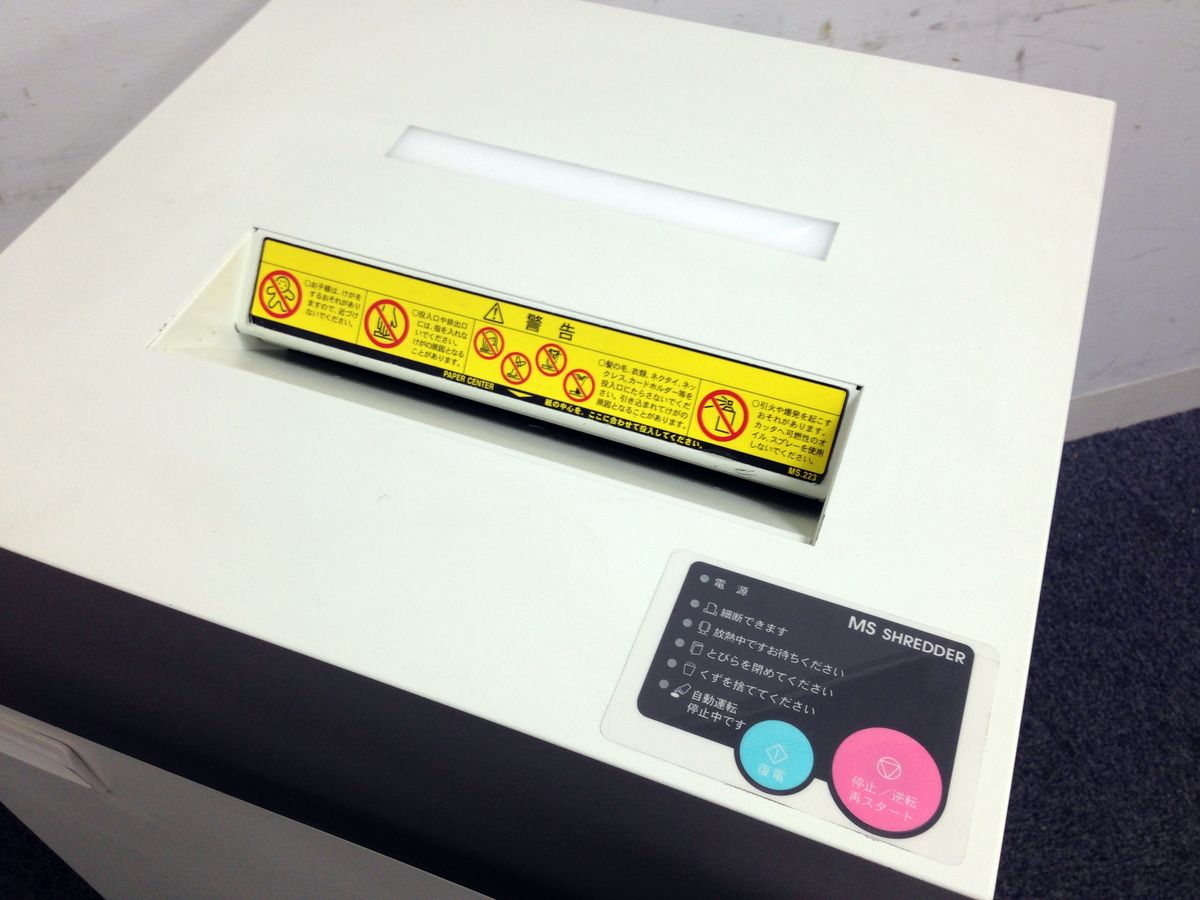 警告
○お子様は、けがを
するおそれがあり
ますので、近づけ
ないでください。
○投入口や排出口
には、指を入れな
いでください。
けがの原因となる
ことがあります。
○髪の毛、衣類、ネクタイ、ネッ
クレス、カードホルダー等を
投入口にたらさないでくだ
さい。引き込まれてけがの
原因となることがあります。
○引火や爆発を起こす
おそれがあります。
カッタへ可燃性のオ
イル、スプレーを使用
しないでください。
PAPER CENTER
紙の中心を、ここに合わせて投入してください。
MS.223
MS SHREDDER
電源
細断できます
放熱中ですお待ちください
とびらを閉めてください
くずを捨ててください
自動運転
停止中です
復電
停止/逆転
再スタート